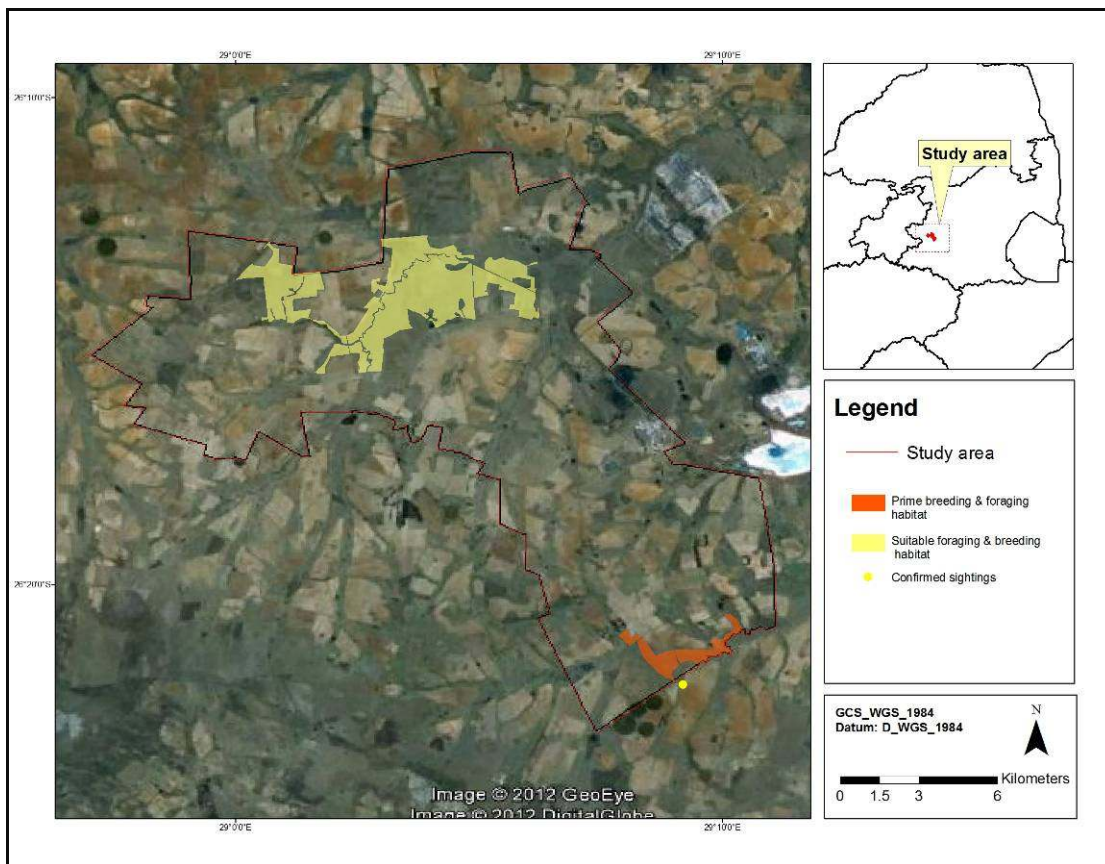 29°0'0"E
29°10'0"E
26°10'0"S
26°20'0"S
29°0'0"E
29°10'0"E
Image © 2012 GeoEye
Image © 2012 DigitalGlobe
Study area
Legend
Study area
Prime breeding & foraging
habitat
Suitable foraging & breeding
habitat
Confirmed sightings
GCS_WGS_1984
Datum: D_WGS_1984
N
Kilometers
0 1.5 3 6